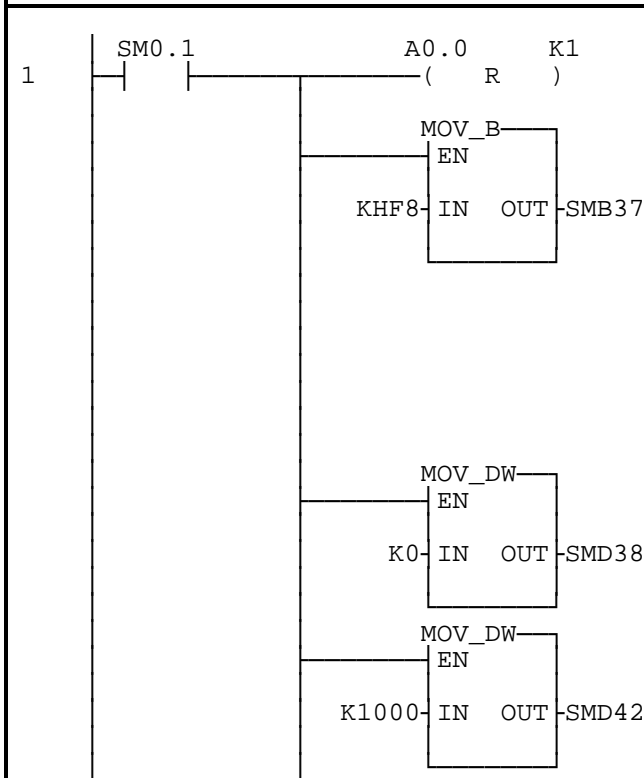 SM0.1 A0.0 K1
1 ( R )
MOV_B
EN
KHF8 IN OUT SMB37
MOV_DW
EN
K0 IN OUT SMD38
MOV_DW
EN
K1000 IN OUT SMD42